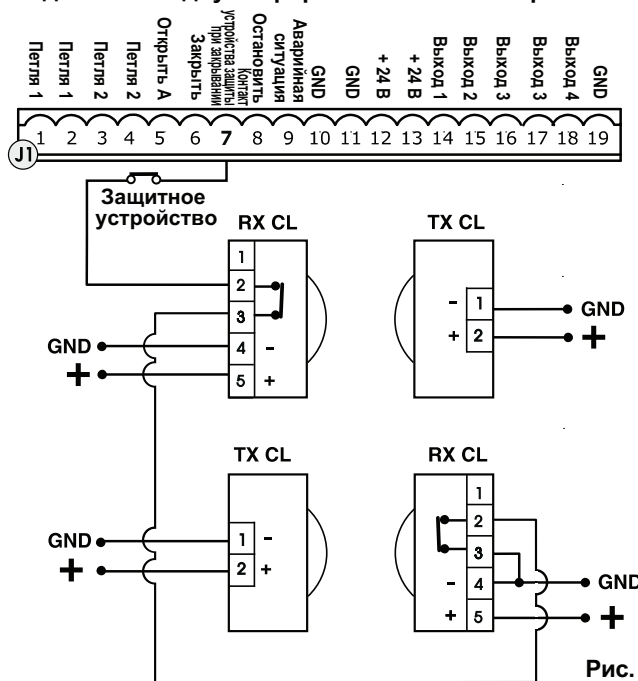 Петля 1
Петля 1
Петля 2
Петля 2
Открыть А
Закрыть
Контакт
устройства защиты
при закрывании
Остановить
Аварийная
ситуация
GND
GND
+ 24 В
+ 24 В
Выход 1
Выход 2
Выход 3
Выход 3
Выход 4
GND
1 2 3 4 5 6 7 8 9 10 11 12 13 14 15 16 17 18 19
J1
Защитное
устройство
RX CL
1
2
3
4 -
5 +
GND
+
TX CL
- 1
+ 2
GND
+
TX CL
1 -
2 +
GND
+
RX CL
1
2
3
- 4
+ 5
GND
+
Рис.